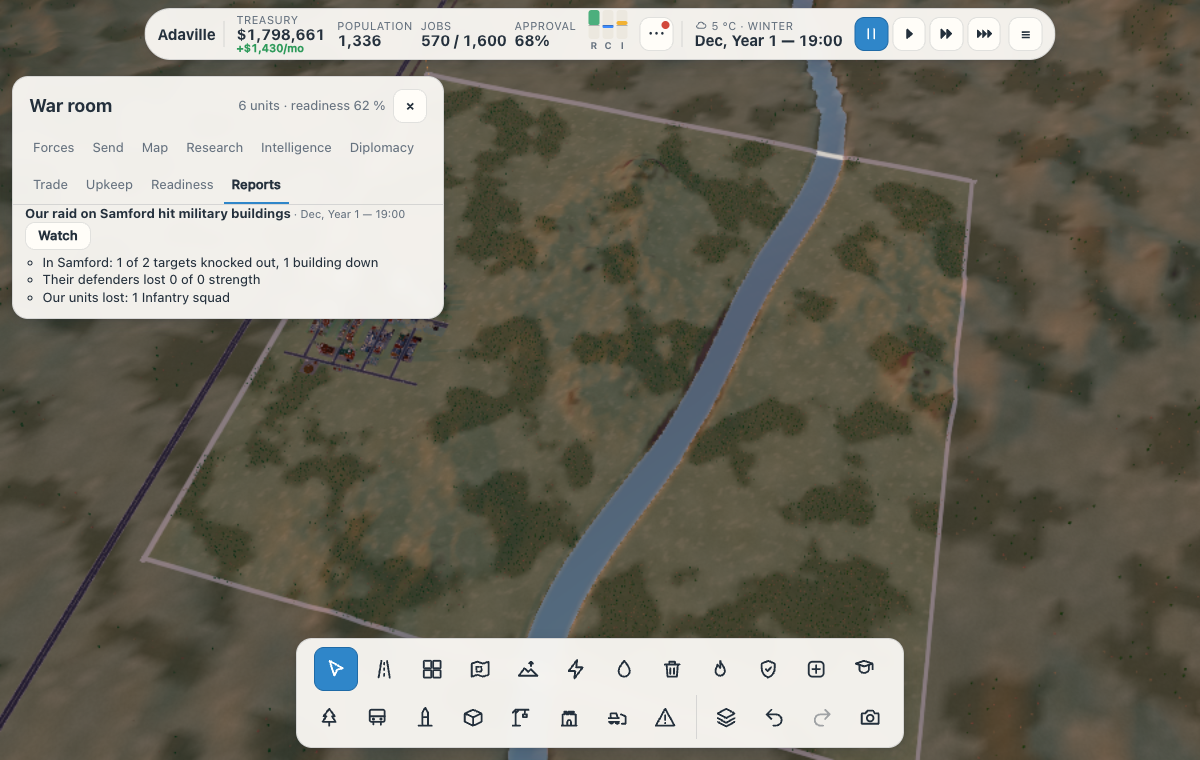 Adaville
TREASURY
$1,798,661
+$1,430/mo
POPULATION
1,336
JOBS
570 / 1,600
APPROVAL
68%
R C I
5 °C · WINTER
Dec, Year 1 — 19:00
War room
6 units · readiness 62 %
Forces Send Map Research Intelligence Diplomacy
Trade Upkeep Readiness Reports
Our raid on Samford hit military buildings · Dec, Year 1 — 19:00
Watch
In Samford: 1 of 2 targets knocked out, 1 building down
Their defenders lost 0 of 0 strength
Our units lost: 1 Infantry squad